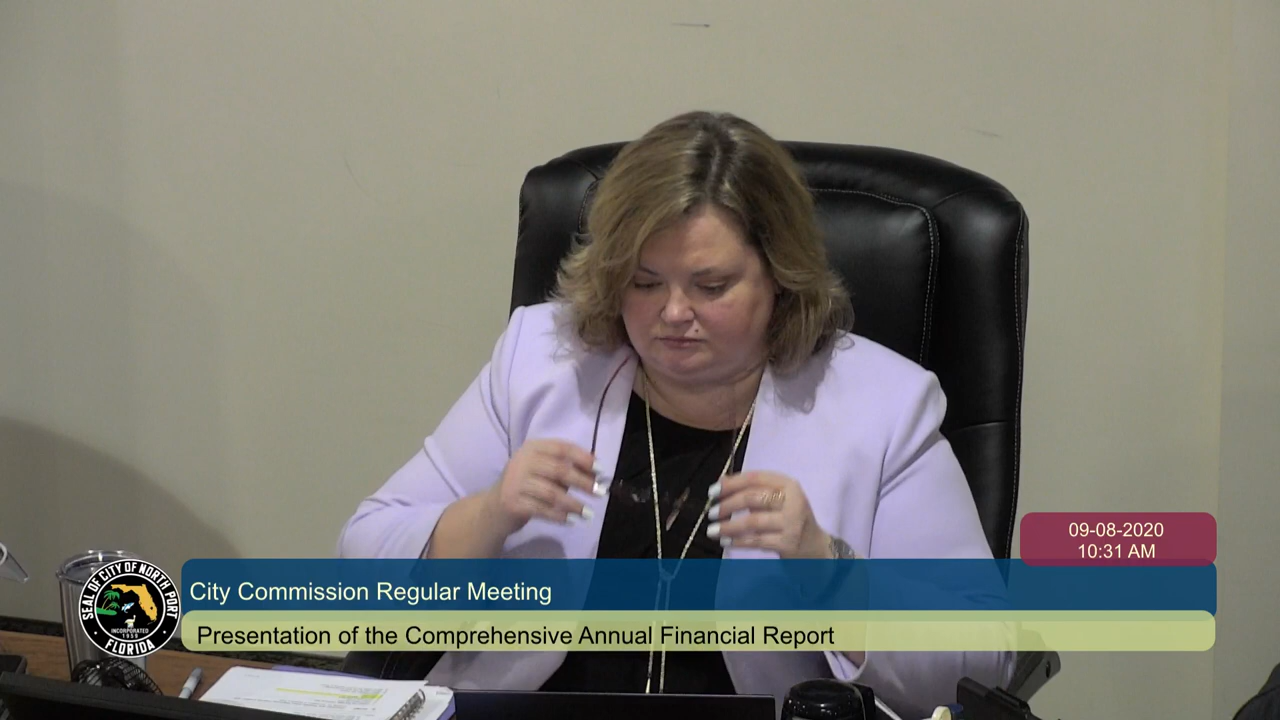 09-08-2020
10:31 AM
City Commission Regular Meeting
Presentation of the Comprehensive Annual Financial Report
SEAL OF CITY OF NORTH PORT
INCORPORATED
1959
FLORIDA